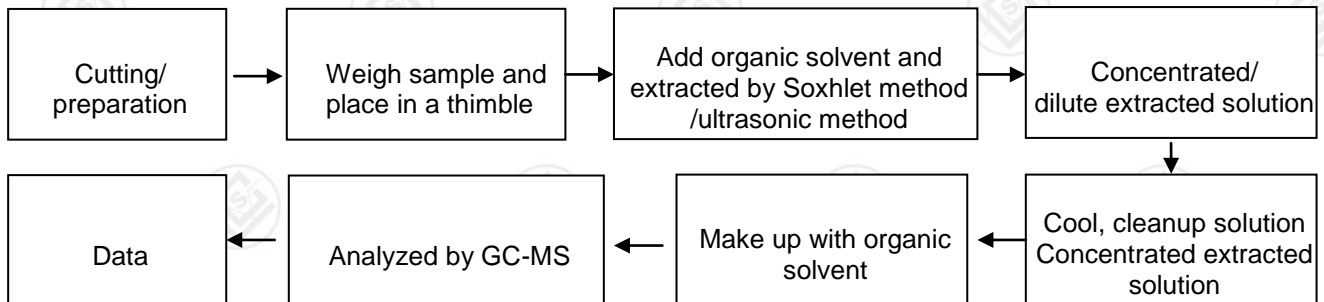 Cutting/
preparation
Weigh sample and
place in a thimble
Add organic solvent and
extracted by Soxhlet method
/ultrasonic method
Concentrated/
dilute extracted solution
Cool, cleanup solution
Concentrated extracted
solution
Make up with organic
solvent
Analyzed by GC-MS
Data